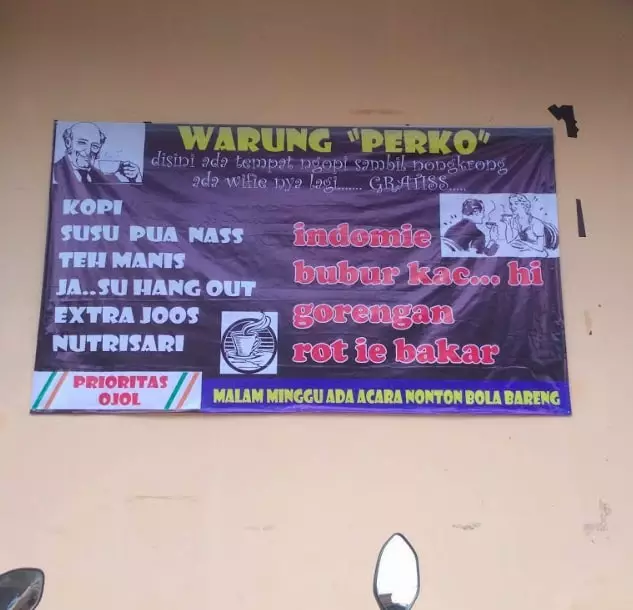 WARUNG "PERKO"
disini ada tempat ngopi sambil nongkrong
ada wifie nya lagi...... GRATISS.....
KOPI
SUSU PUA NASS
TEH MANIS
JA..SU HANG OUT
EXTRA JOOS
NUTRISARI
indomie
bubur kac... hi
gorengan
rot ie bakar
PRIORITAS
OJOL
MALAM MINGGU ADA ACARA NONTON BOLA BARENG